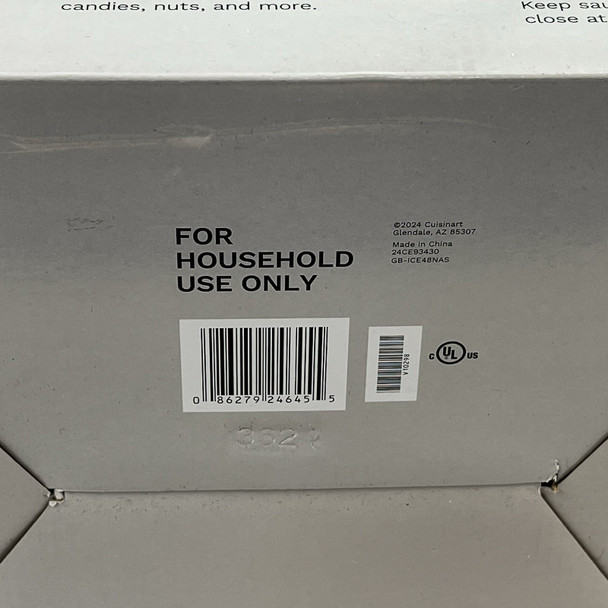 candies, nuts, and more.
Keep sau
close at
FOR
HOUSEHOLD
USE ONLY
©2024 Cuisinart
Glendale, AZ 85307
Made in China
24CE93430
GB-ICE48NAS
0 86279 24645 5
V10298
C UL US